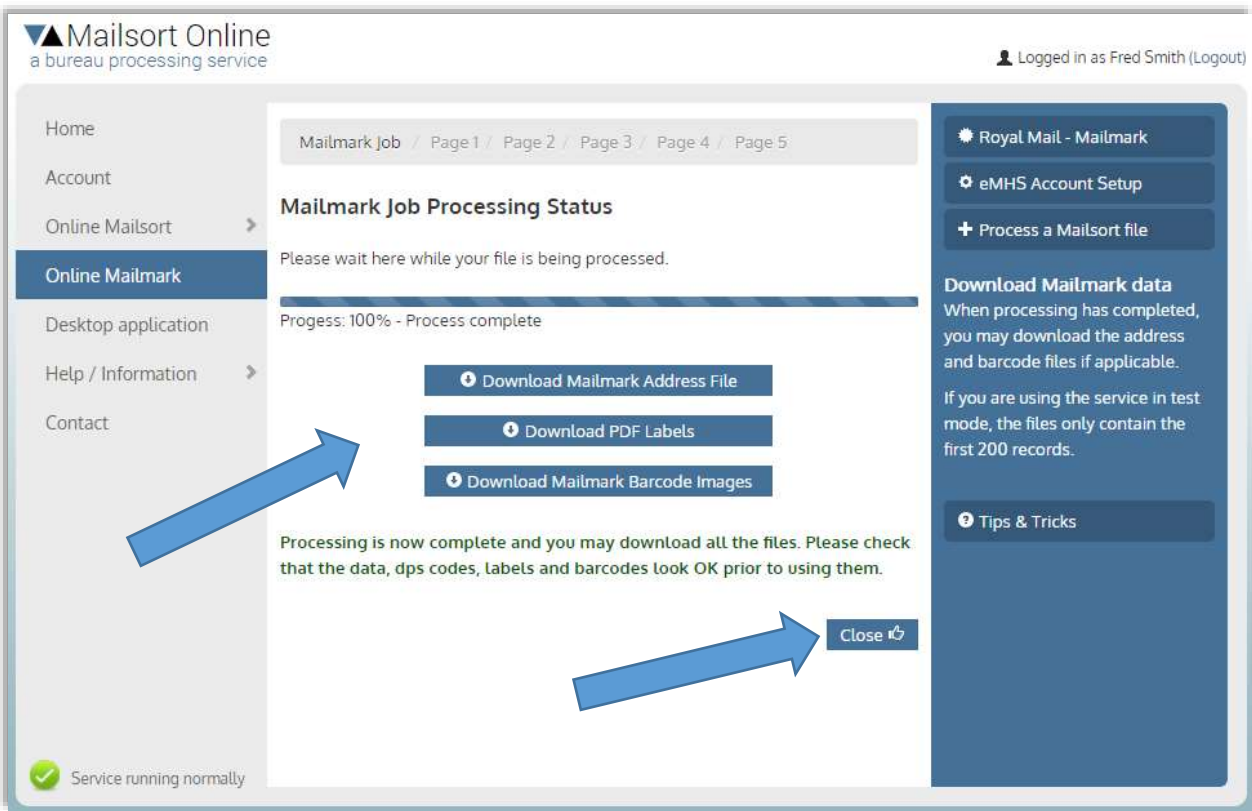 Mailsort Online
a bureau processing service
Logged in as Fred Smith (Logout)
Home
Account
Online Mailsort
Online Mailmark
Desktop application
Help / Information
Contact
Service running normally
Mailmark Job / Page 1 / Page 2 / Page 3 / Page 4 / Page 5
Mailmark Job Processing Status
Please wait here while your file is being processed.
Progess: 100% - Process complete
Download Mailmark Address File
Download PDF Labels
Download Mailmark Barcode Images
Processing is now complete and you may download all the files. Please check
that the data, dps codes, labels and barcodes look OK prior to using them.
Close
Royal Mail - Mailmark
eMHS Account Setup
Process a Mailsort file
Download Mailmark data
When processing has completed,
you may download the address
and barcode files if applicable.
If you are using the service in test
mode, the files only contain the
first 200 records.
Tips & Tricks